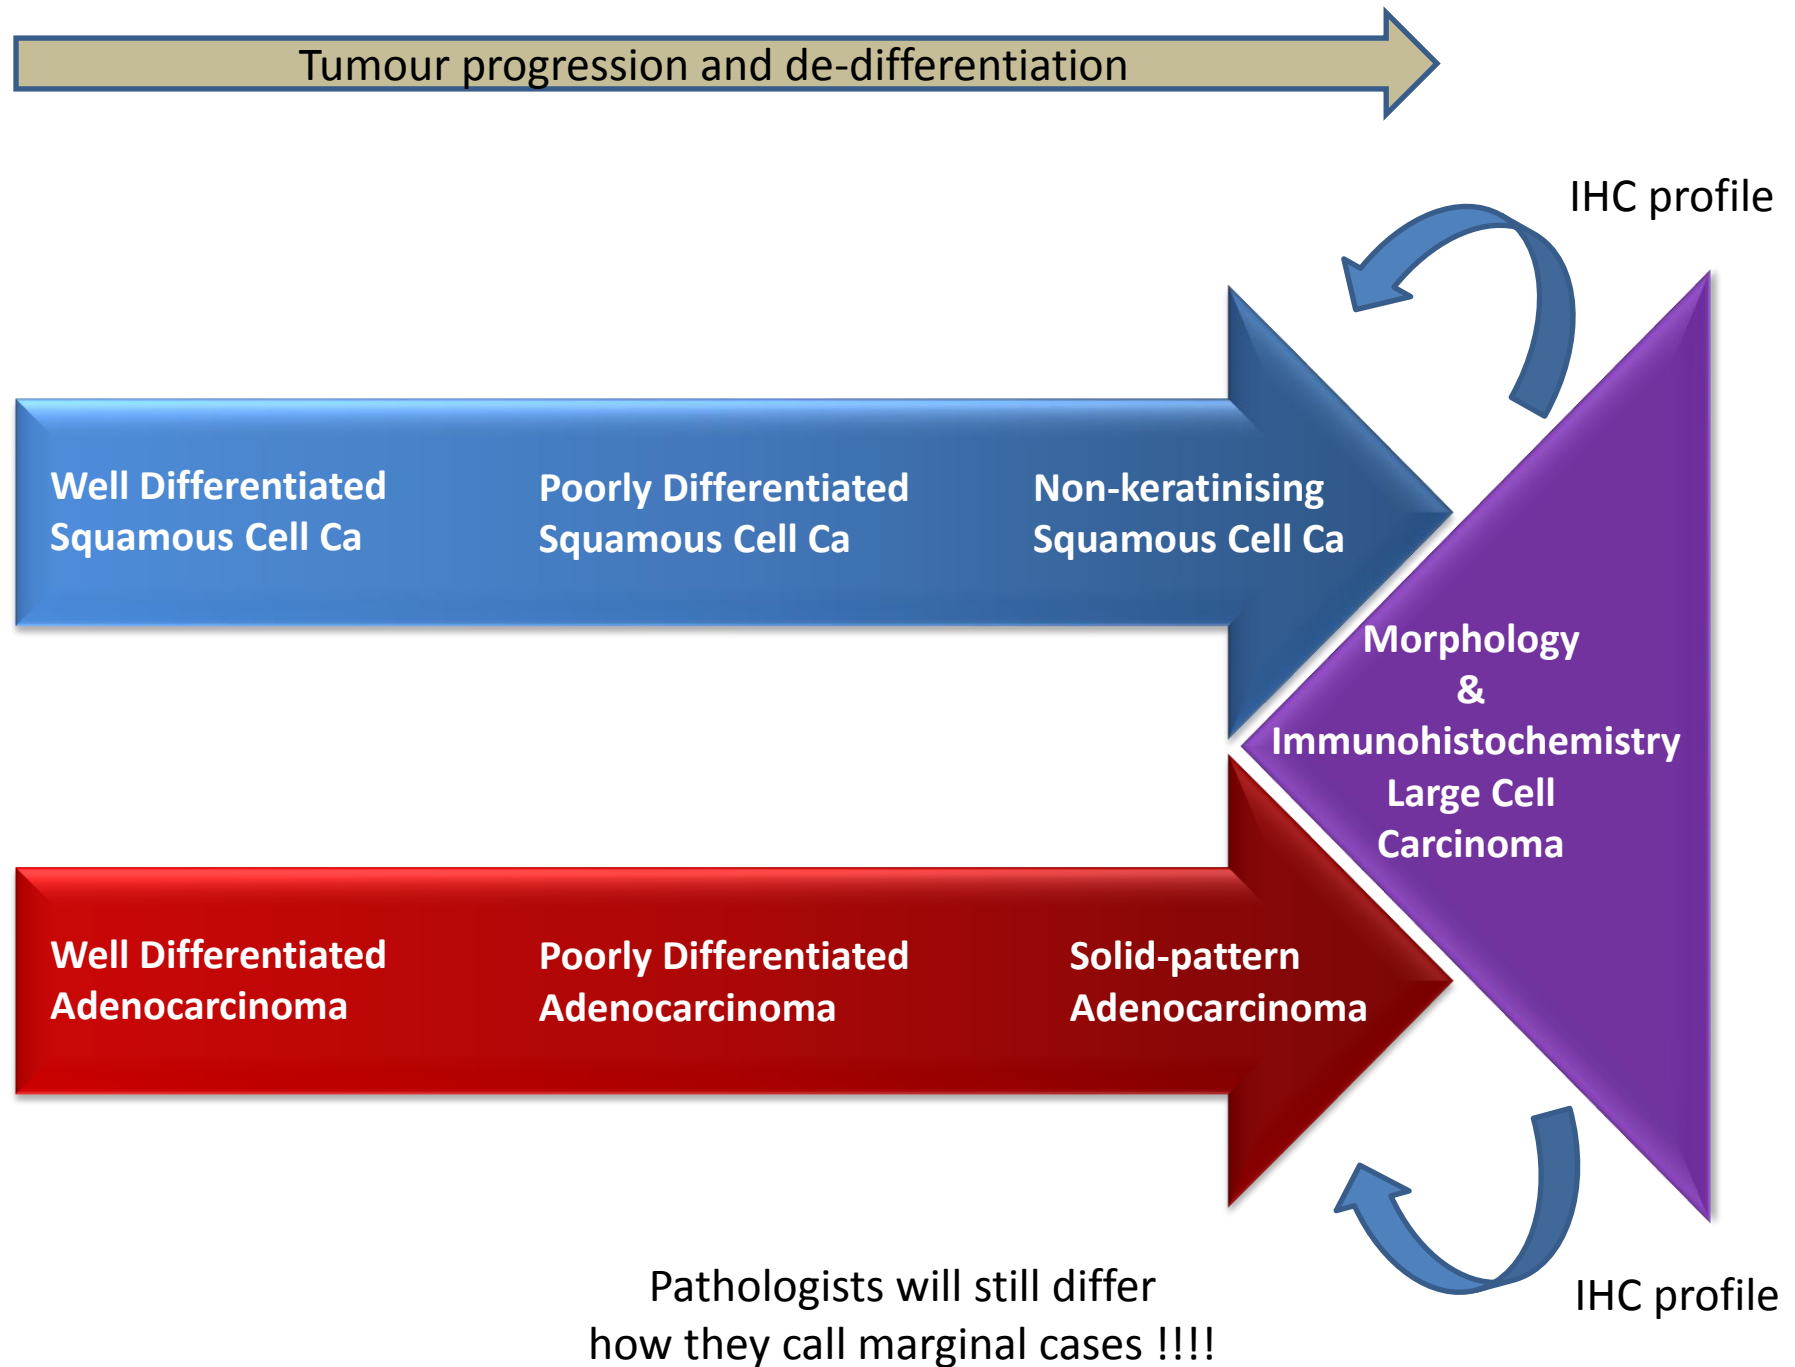 Tumour progression and de-differentiation
IHC profile
Well Differentiated
Squamous Cell Ca
Poorly Differentiated
Squamous Cell Ca
Non-keratinising
Squamous Cell Ca
Morphology
&
Immunohistochemistry
Large Cell
Carcinoma
Well Differentiated
Adenocarcinoma
Poorly Differentiated
Adenocarcinoma
Solid-pattern
Adenocarcinoma
IHC profile
Pathologists will still differ
how they call marginal cases !!!!